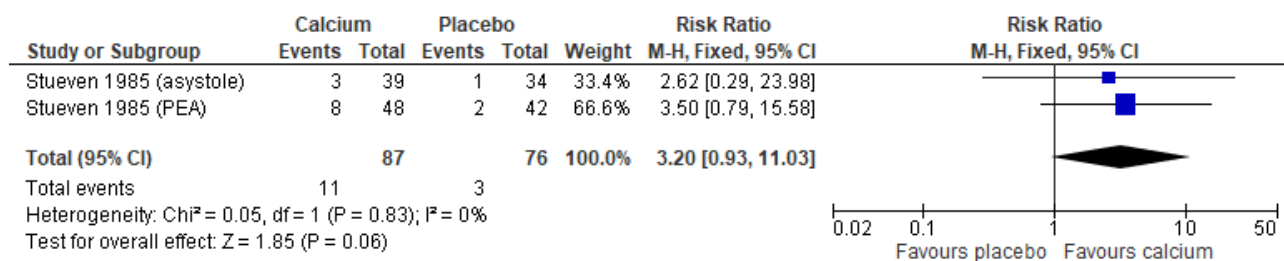 Calcium Placebo Risk Ratio Risk Ratio
Study or Subgroup Events Total Events Total Weight M-H, Fixed, 95% CI M-H, Fixed, 95% CI
Stueven 1985 (asystole) 3 39 1 34 33.4% 2.62 [0.29, 23.98]
Stueven 1985 (PEA) 8 48 2 42 66.6% 3.50 [0.79, 15.58]
Total (95% CI) 87 76 100.0% 3.20 [0.93, 11.03]
Total events 11 3
Heterogeneity: Chi² = 0.05, df = 1 (P = 0.83); I² = 0%
Test for overall effect: Z = 1.85 (P = 0.06)
0.02 0.1 1 10 50
Favours placebo Favours calcium